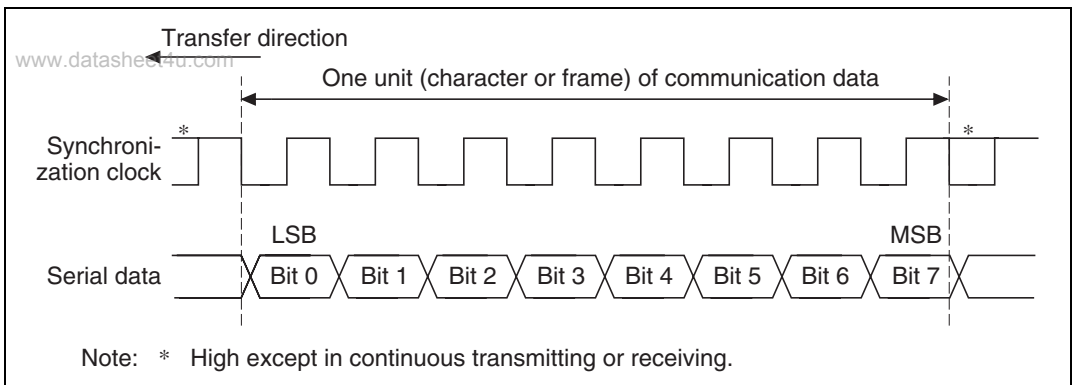 Transfer direction
www.datasheet4u.com
One unit (character or frame) of communication data
*
*
Synchroni-
zation clock
LSB
MSB
Serial data
Bit 0
Bit 1
Bit 2
Bit 3
Bit 4
Bit 5
Bit 6
Bit 7
Note: * High except in continuous transmitting or receiving.